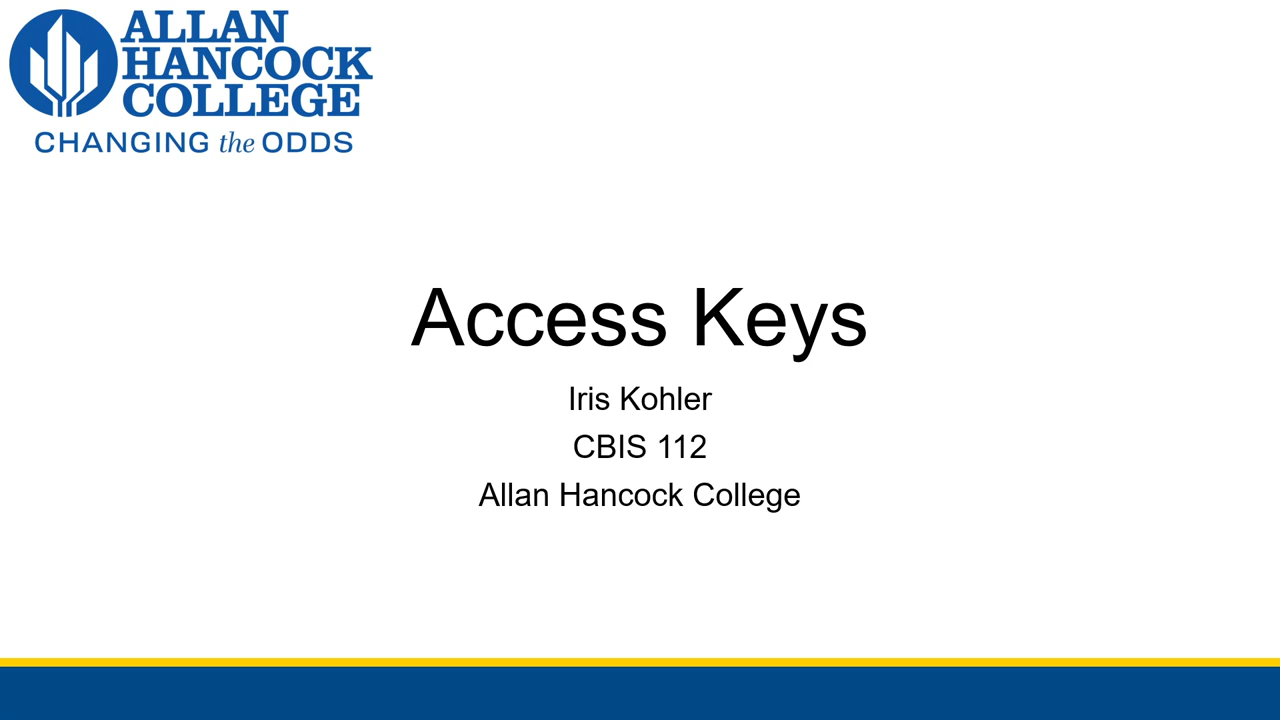 ALLAN
HANCOCK
COLLEGE
CHANGING the ODDS
Access Keys
Iris Kohler
CBIS 112
Allan Hancock College